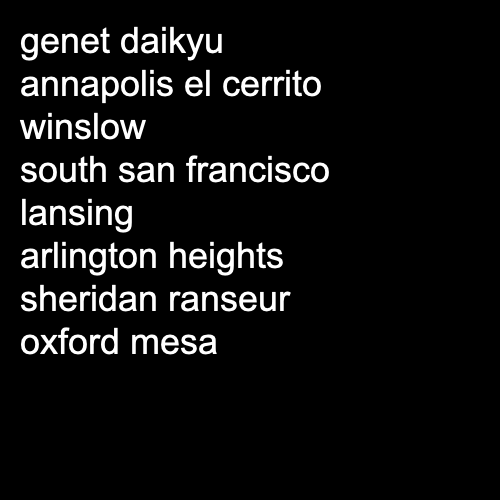 genet daikyu
annapolis el cerrito
winslow
south san francisco
lansing
arlington heights
sheridan ranseur
oxford mesa